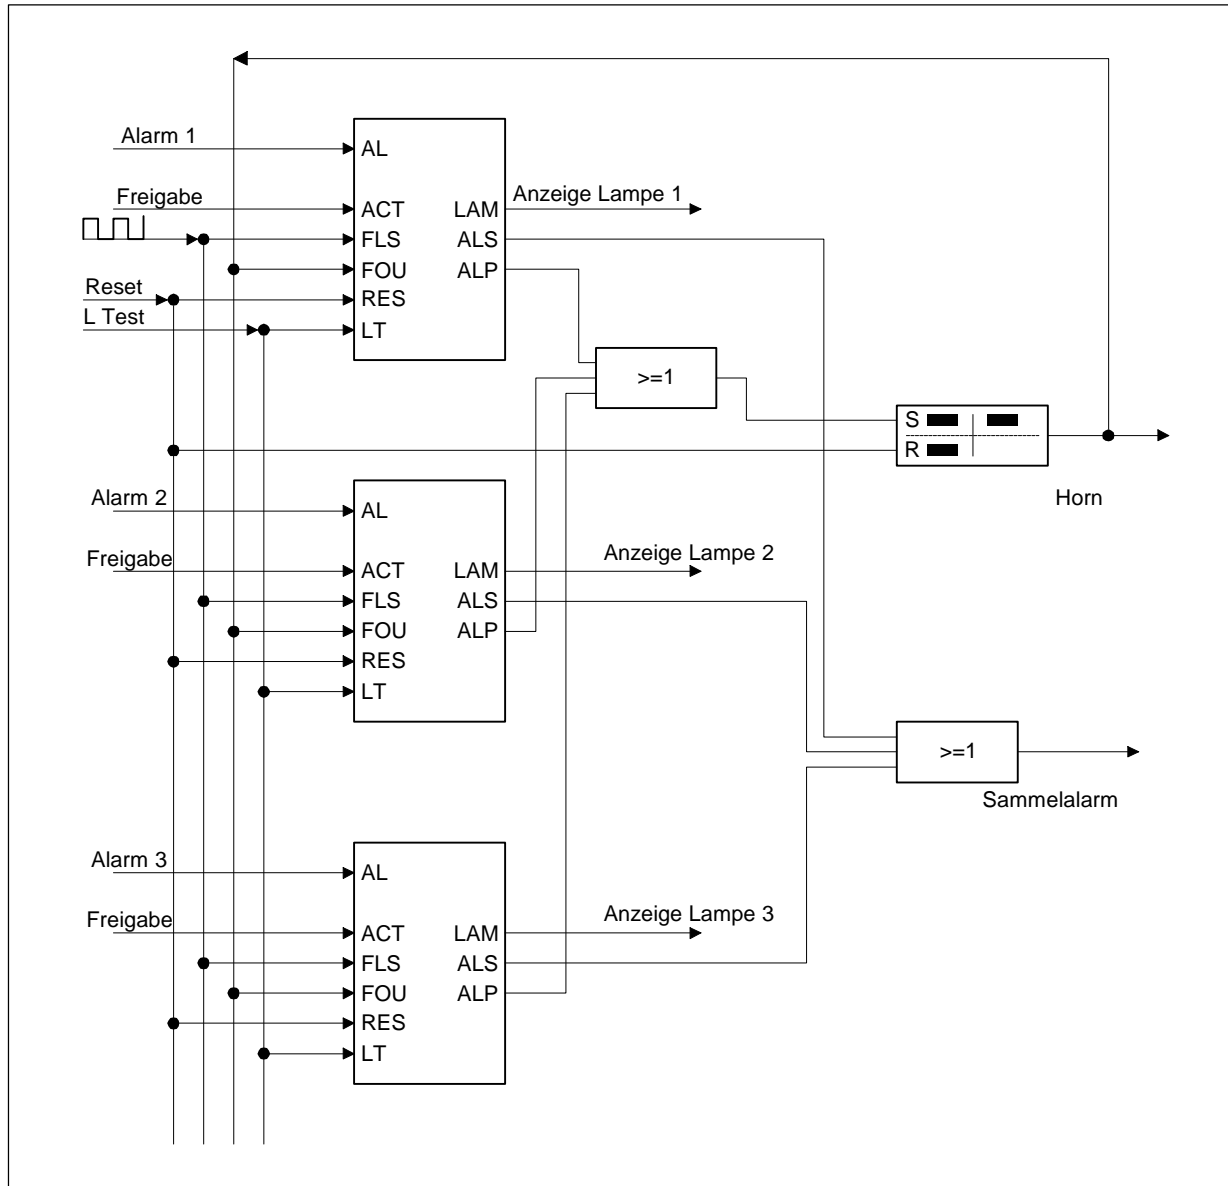 Alarm 1
AL
Freigabe
ACT
LAM
Anzeige Lampe 1
FLS
ALS
FOU
ALP
Reset
RES
L Test
LT
>=1
S
R
Horn
Alarm 2
AL
Freigabe
ACT
LAM
Anzeige Lampe 2
FLS
ALS
FOU
ALP
RES
LT
>=1
Sammelalarm
Alarm 3
AL
Freigabe
ACT
LAM
Anzeige Lampe 3
FLS
ALS
FOU
ALP
RES
LT